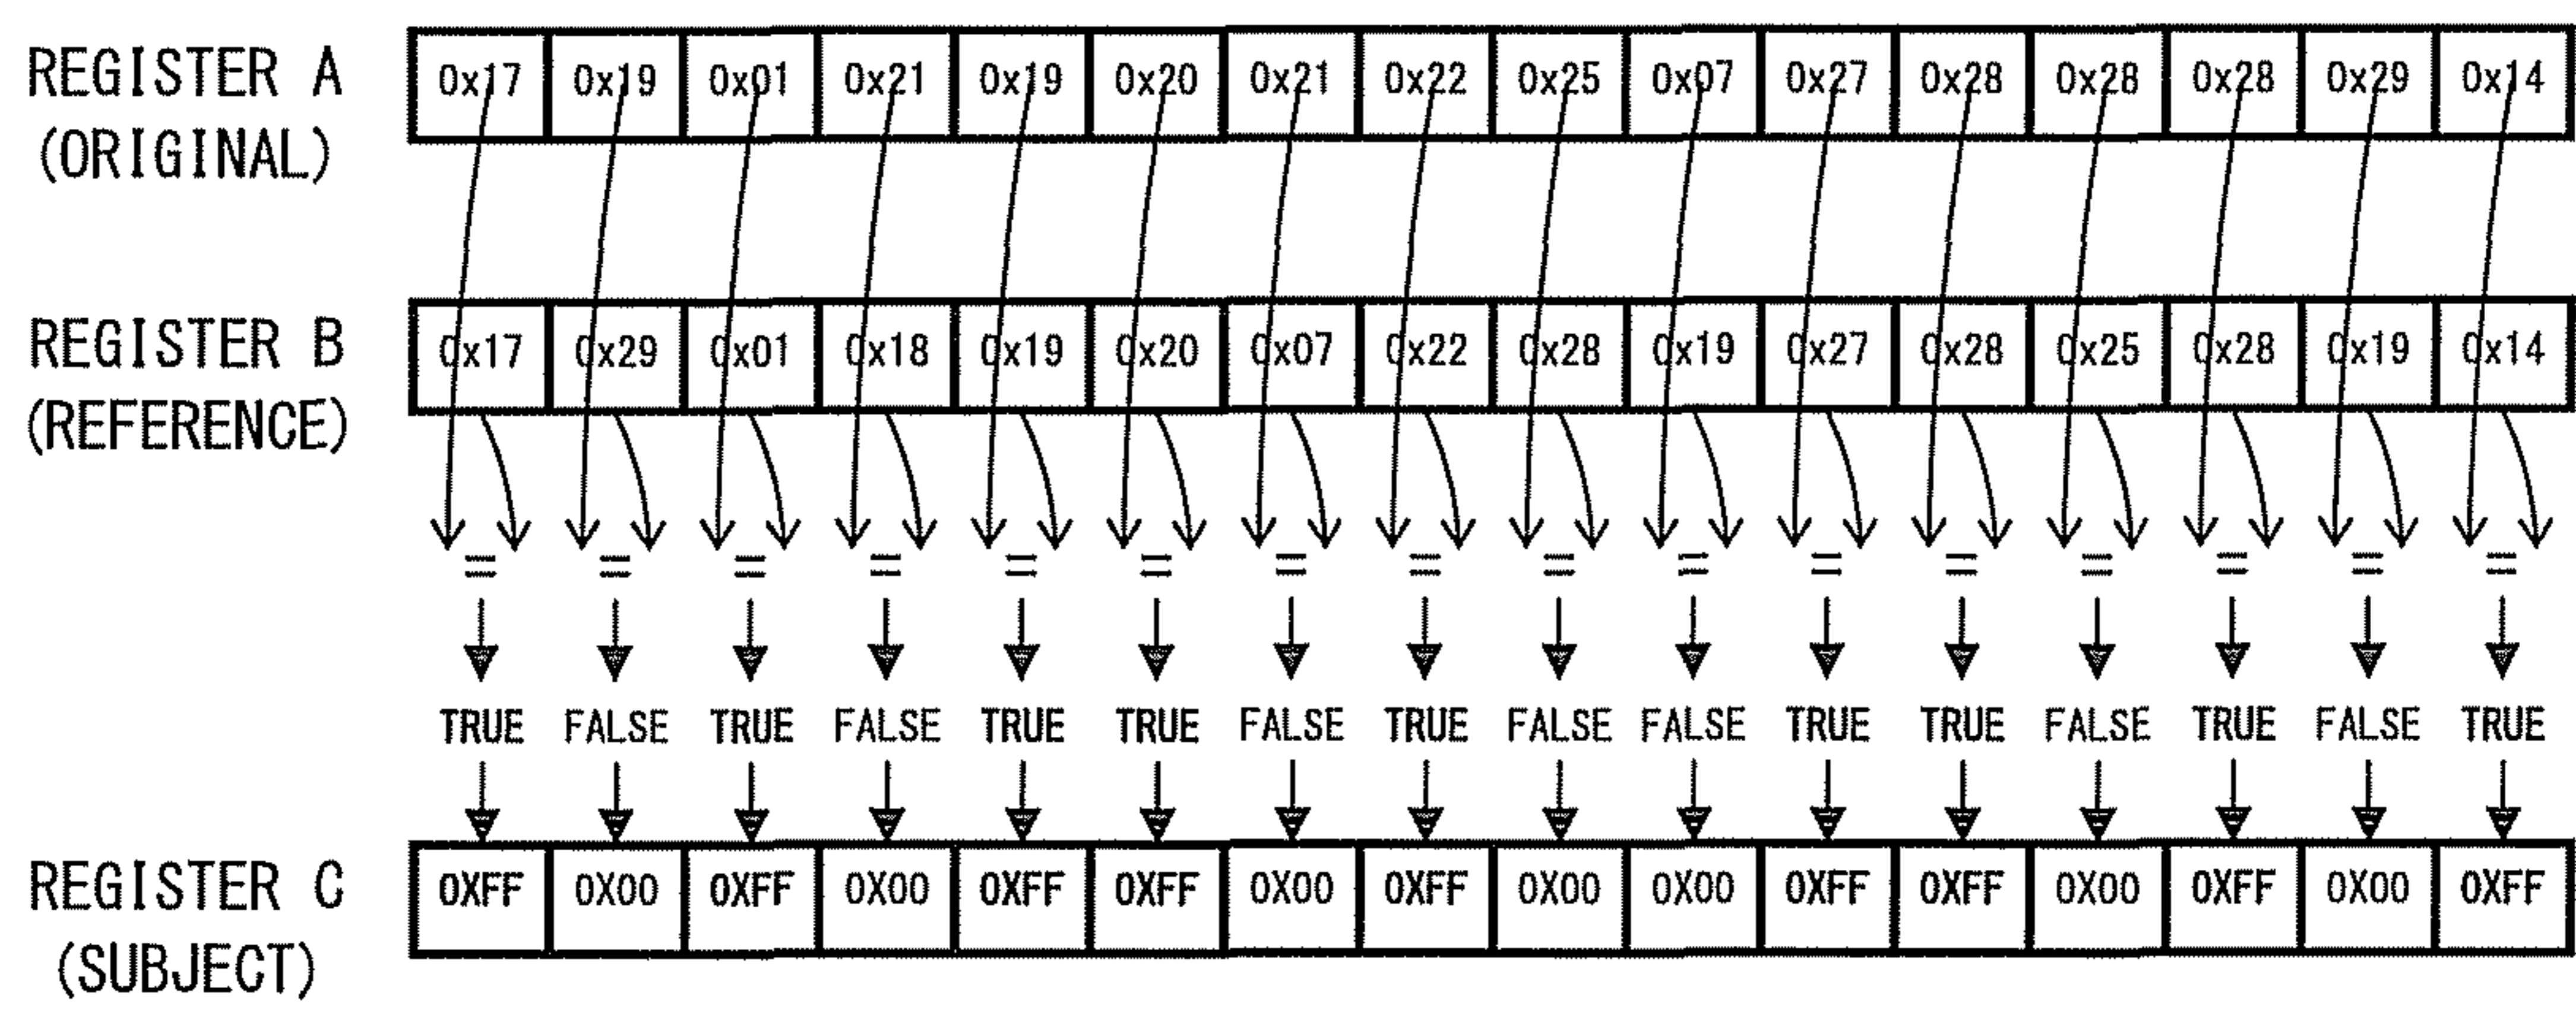 REGISTER A 0x17 0x19 0x01 0x21 0x19 0x20 0x21 0x22 0x25 0x07 0x27 0x28 0x28 0x28 0x29 0x14
(ORIGINAL)
REGISTER B 0x17 0x29 0x01 0x18 0x19 0x20 0x07 0x22 0x28 0x19 0x27 0x28 0x25 0x28 0x19 0x14
(REFERENCE)
= = = = = = = = = = = = = = = =
TRUE FALSE TRUE FALSE TRUE TRUE FALSE TRUE FALSE FALSE TRUE TRUE FALSE TRUE FALSE TRUE
REGISTER C 0XFF 0X00 0XFF 0X00 0XFF 0XFF 0X00 0XFF 0X00 0X00 0XFF 0XFF 0X00 0XFF 0X00 0XFF
(SUBJECT)